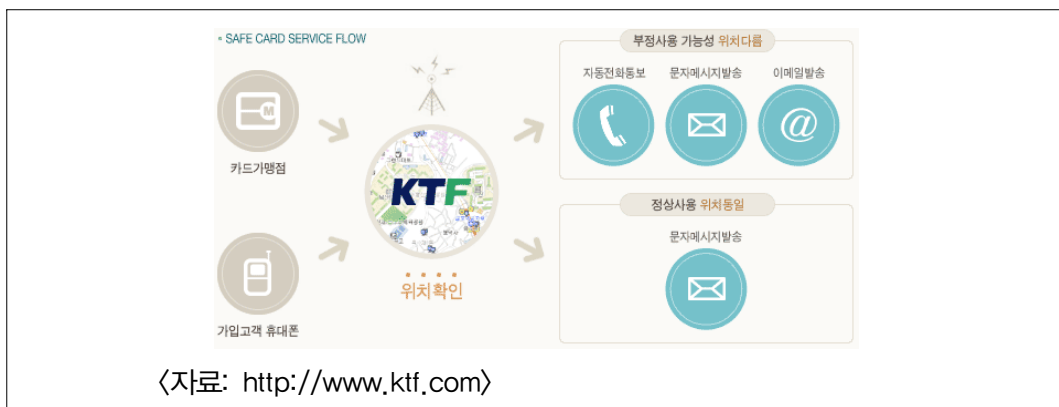 SAFE CARD SERVICE FLOW
카드가맹점
가입고객 휴대폰
KTF
위치확인
부정사용 가능성 위치다름
자동전화통보 문자메시지발송 이메일발송
@
정상사용 위치동일
문자메시지발송
〈자료: http://www.ktf.com〉